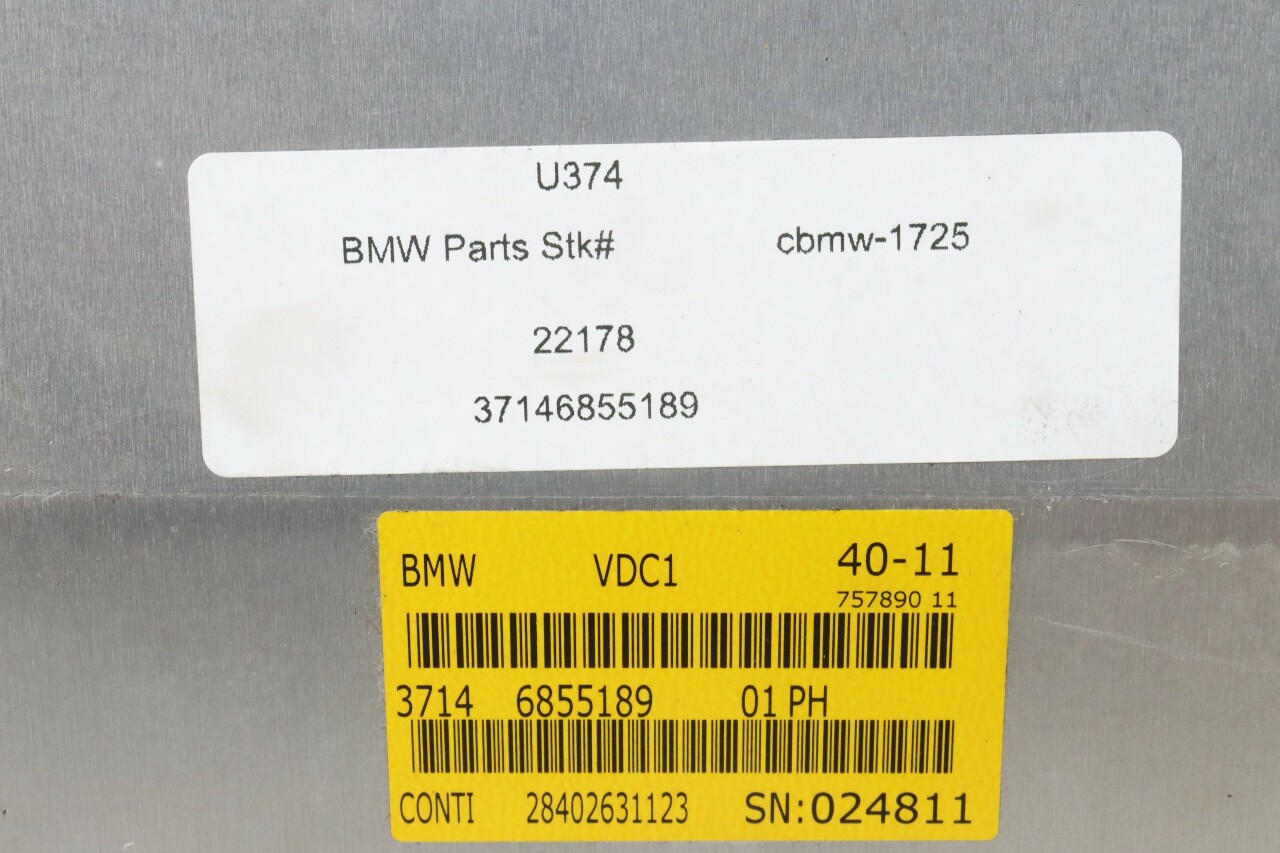 U374
BMW Parts Stk# cbmw-1725
22178
37146855189
BMW VDC1 40-11
757890 11
3714 6855189 01 PH
CONTI 28402631123 SN:024811